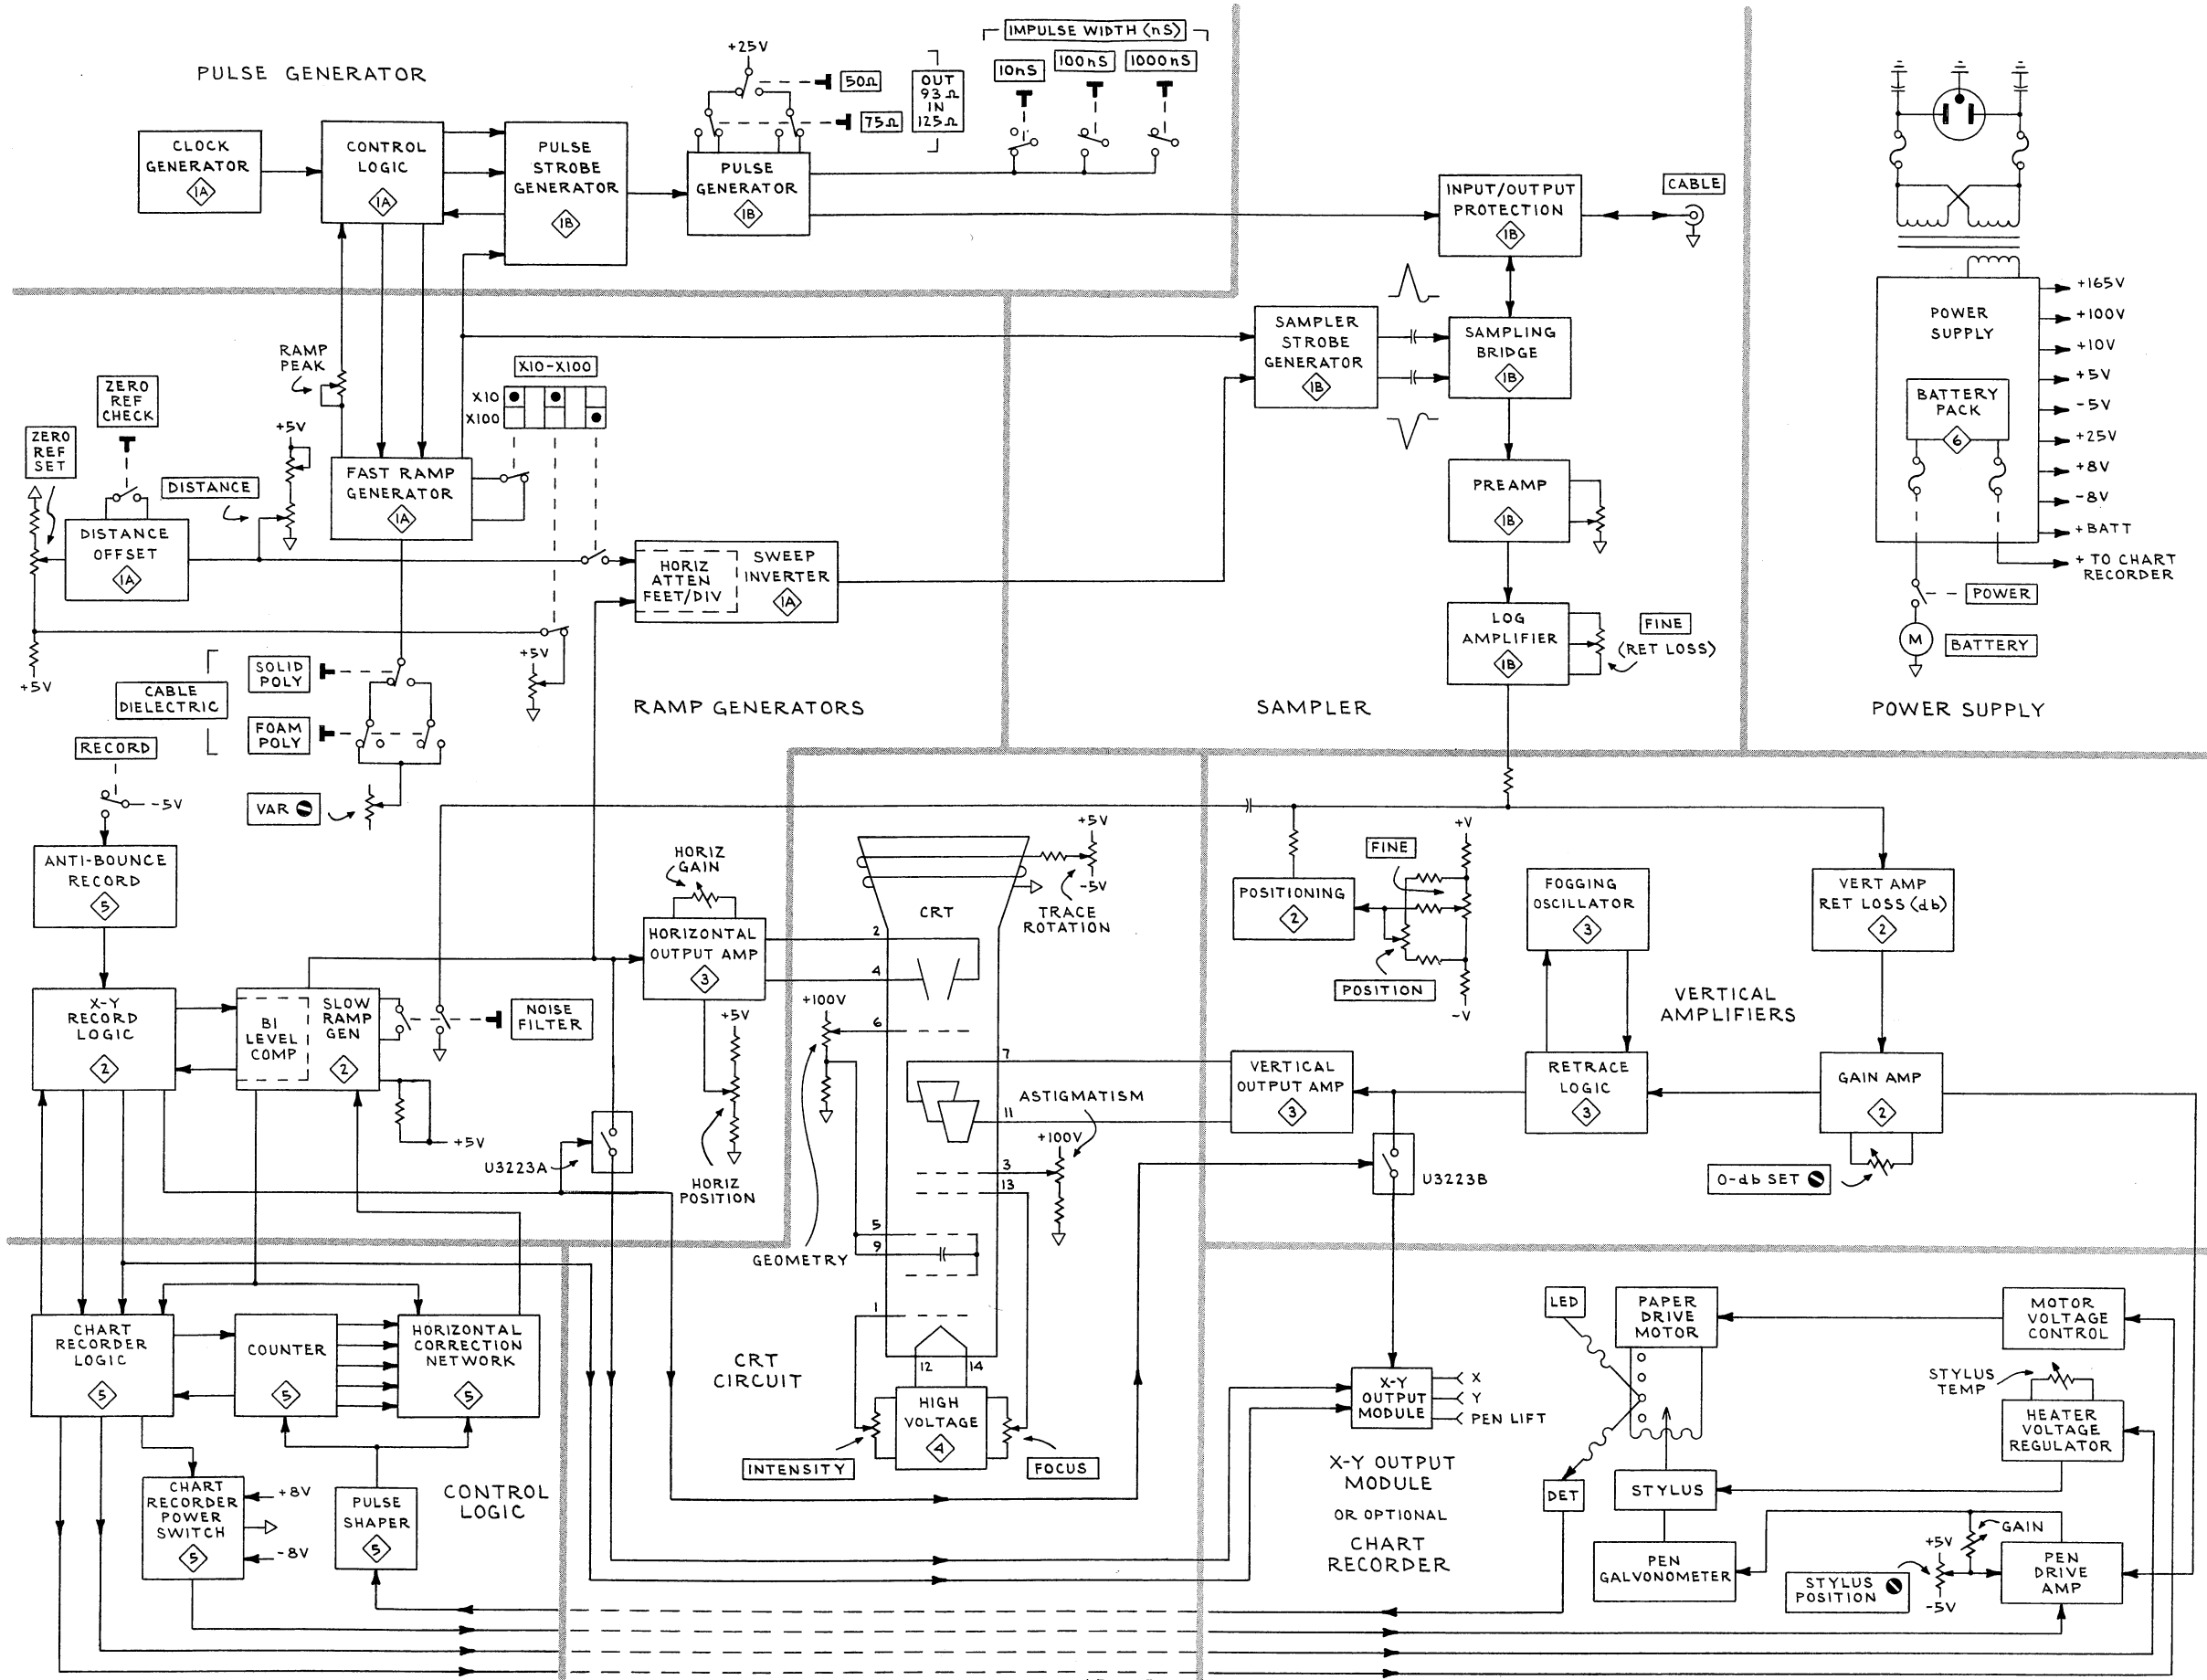 PULSE GENERATOR
+25V
50Ω
75Ω
OUT
93Ω
IN
125Ω
IMPULSE WIDTH (nS)
10nS
100nS
1000nS
CLOCK
GENERATOR
1A
CONTROL
LOGIC
1A
PULSE
STROBE
GENERATOR
1B
PULSE
GENERATOR
1B
INPUT/OUTPUT
PROTECTION
1B
CABLE
RAMP
PEAK
ZERO
REF
CHECK
ZERO
REF
SET
+5V
DISTANCE
X10-X100
X10
X100
FAST RAMP
GENERATOR
1A
DISTANCE
OFFSET
1A
+5V
HORIZ
ATTEN
FEET/DIV
SWEEP
INVERTER
1A
+5V
SOLID
POLY
CABLE
DIELECTRIC
FOAM
POLY
VAR
RAMP GENERATORS
SAMPLER
STROBE
GENERATOR
1B
SAMPLING
BRIDGE
1B
PREAMP
1B
LOG
AMPLIFIER
1B
FINE
(RET LOSS)
SAMPLER
POWER
SUPPLY
BATTERY
PACK
6
+165V
+100V
+10V
+5V
-5V
+25V
+8V
-8V
+BATT
+ TO CHART
RECORDER
POWER
M
BATTERY
POWER SUPPLY
RECORD
-5V
ANTI-BOUNCE
RECORD
5
X-Y
RECORD
LOGIC
2
BI
LEVEL
COMP
SLOW
RAMP
GEN
2
NOISE
FILTER
+5V
HORIZ
GAIN
HORIZONTAL
OUTPUT AMP
3
+5V
HORIZ
POSITION
U3223A
CRT
+5V
-5V
TRACE
ROTATION
2
4
+100V
6
7
11
ASTIGMATISM
+100V
3
13
5
9
GEOMETRY
1
12
14
HIGH
VOLTAGE
4
INTENSITY
FOCUS
CRT
CIRCUIT
POSITIONING
2
FINE
+V
-V
POSITION
FOGGING
OSCILLATOR
3
VERT AMP
RET LOSS (db)
2
VERTICAL
AMPLIFIERS
VERTICAL
OUTPUT AMP
3
RETRACE
LOGIC
3
GAIN AMP
2
0-db SET
U3223B
CHART
RECORDER
LOGIC
5
COUNTER
5
HORIZONTAL
CORRECTION
NETWORK
5
CHART
RECORDER
POWER
SWITCH
5
+8V
-8V
PULSE
SHAPER
5
CONTROL
LOGIC
X-Y
OUTPUT
MODULE
X
Y
PEN LIFT
X-Y OUTPUT
MODULE
OR OPTIONAL
CHART
RECORDER
LED
DET
PAPER
DRIVE
MOTOR
MOTOR
VOLTAGE
CONTROL
STYLUS
TEMP
HEATER
VOLTAGE
REGULATOR
STYLUS
PEN
GALVONOMETER
GAIN
+5V
-5V
STYLUS
POSITION
PEN
DRIVE
AMP